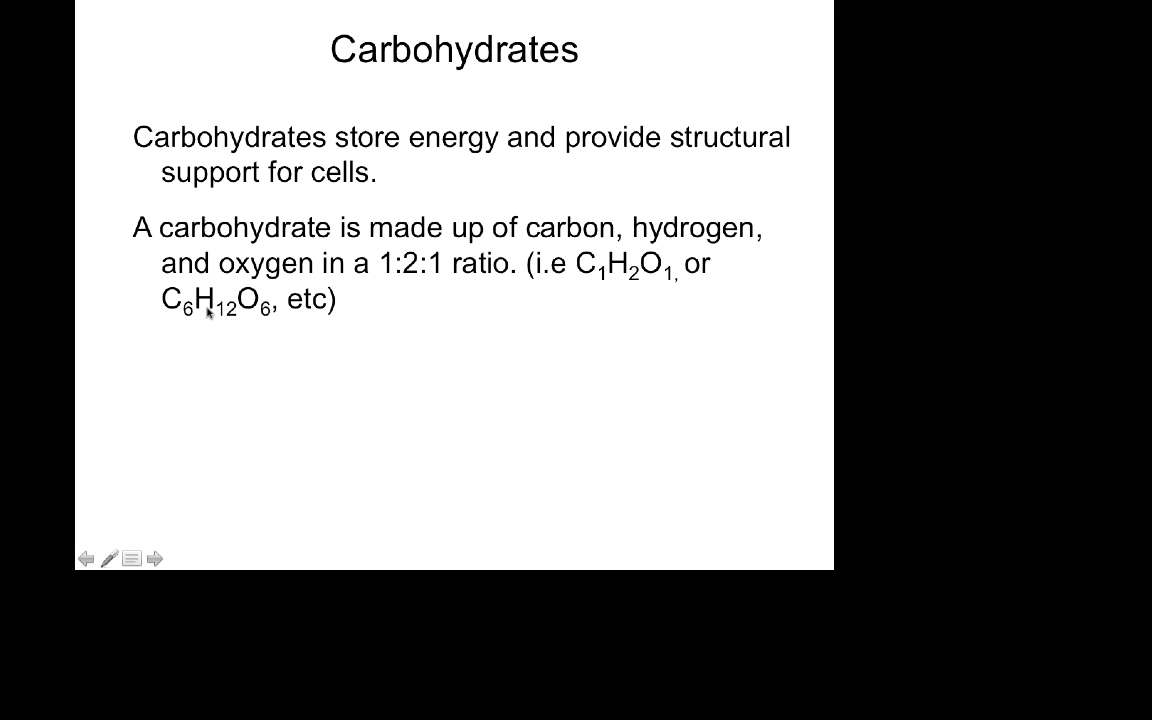 Carbohydrates
Carbohydrates store energy and provide structural
support for cells.
A carbohydrate is made up of carbon, hydrogen,
and oxygen in a 1:2:1 ratio. (i.e C₁H₂O₁, or
C₆H₁₂O₆, etc)